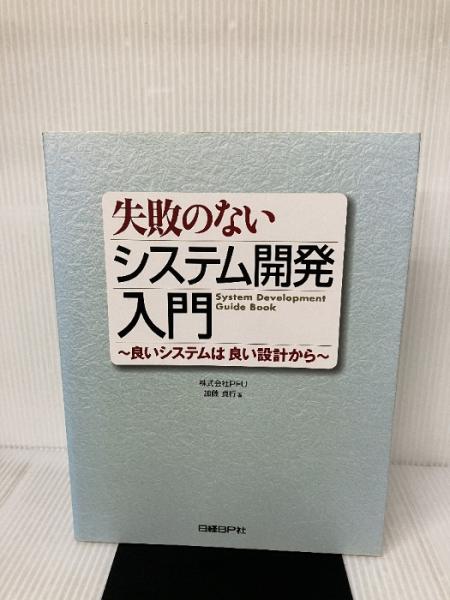 失敗のない
システム開発
入門
System Development
Guide Book
〜良いシステムは 良い設計から〜
株式会社PFU
加藤 貞行 著
日経BP社